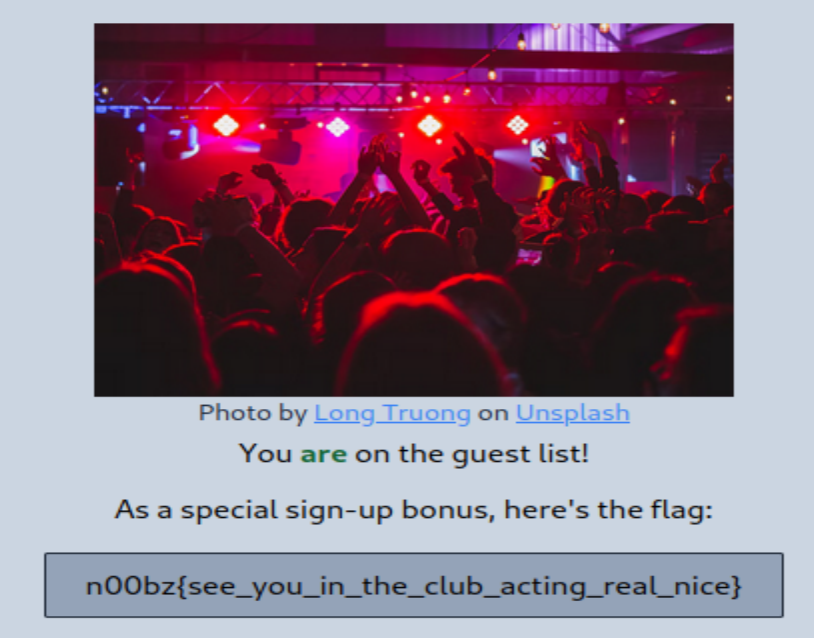 Photo by Long Truong on Unsplash
You are on the guest list!
As a special sign-up bonus, here's the flag:
n00bz{see_you_in_the_club_acting_real_nice}